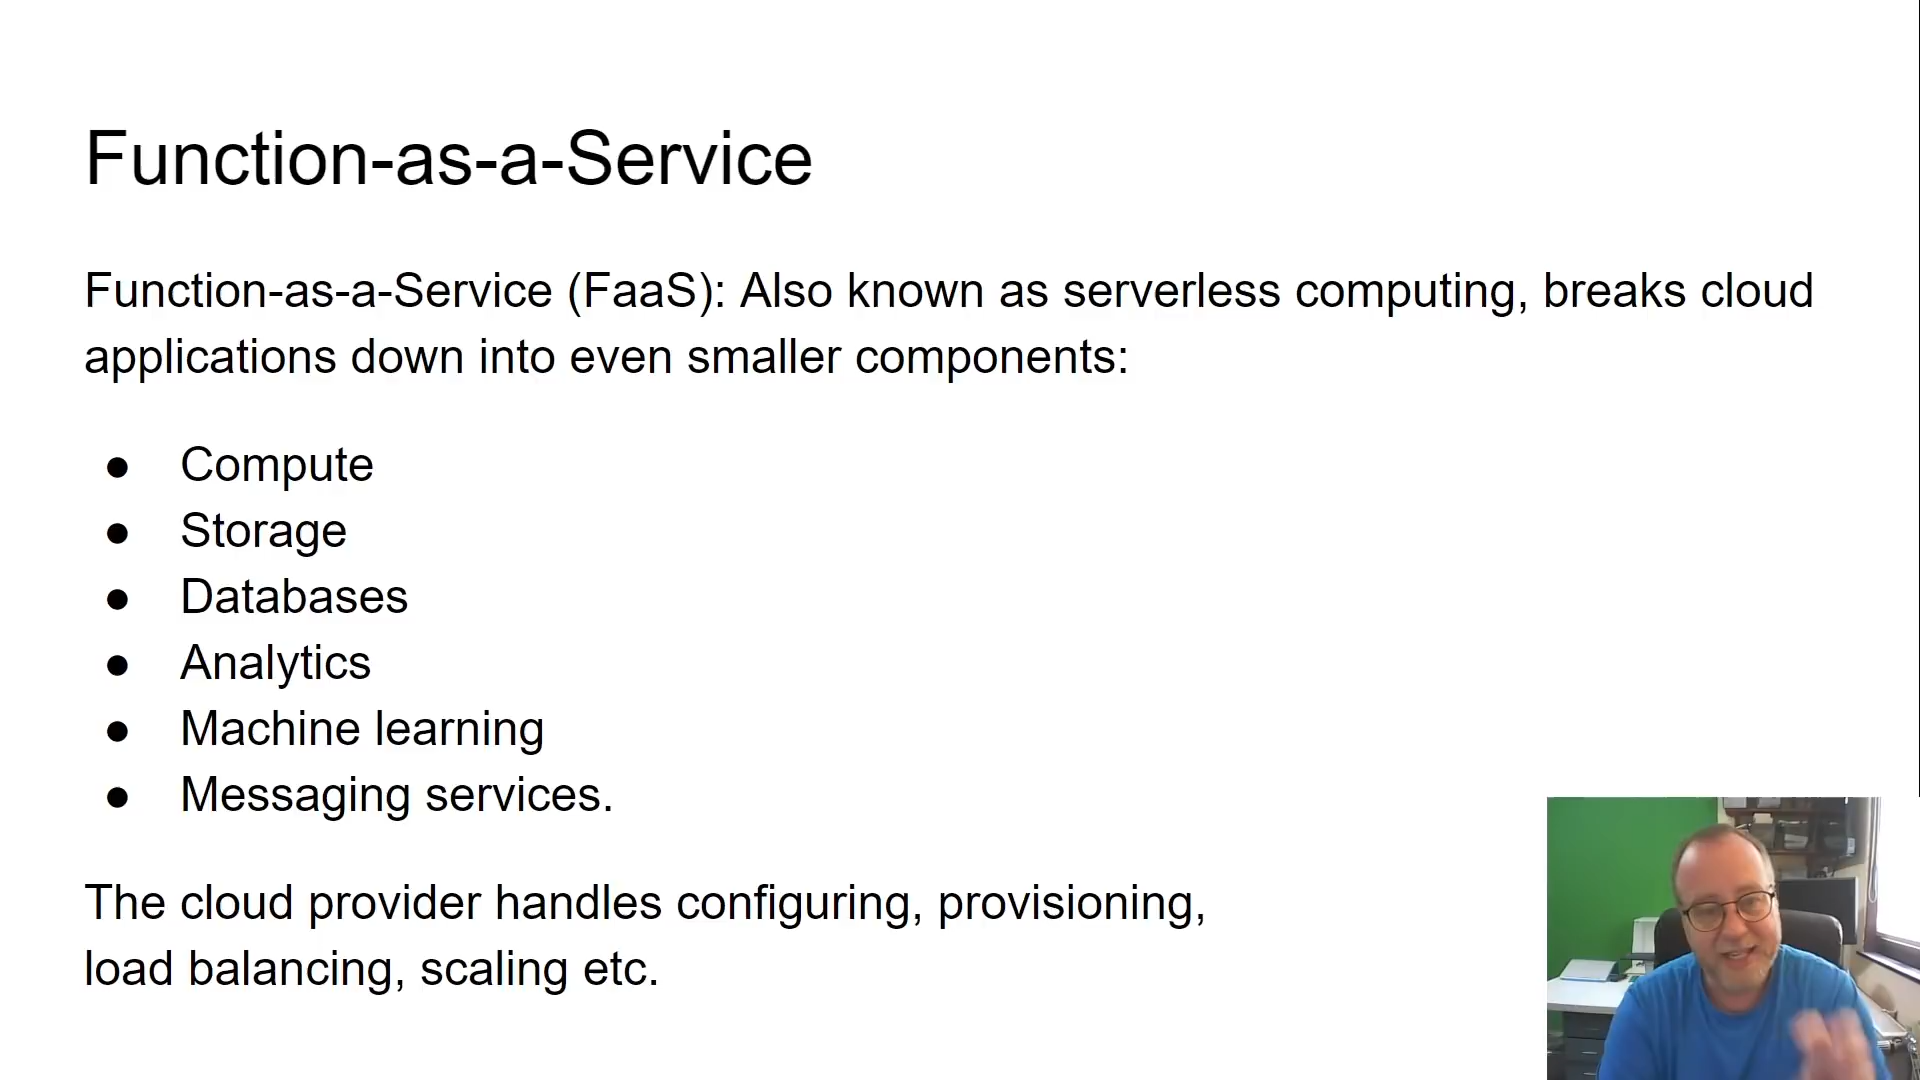 Function-as-a-Service
Function-as-a-Service (FaaS): Also known as serverless computing, breaks cloud
applications down into even smaller components:
● Compute
● Storage
● Databases
● Analytics
● Machine learning
● Messaging services.
The cloud provider handles configuring, provisioning,
load balancing, scaling etc.